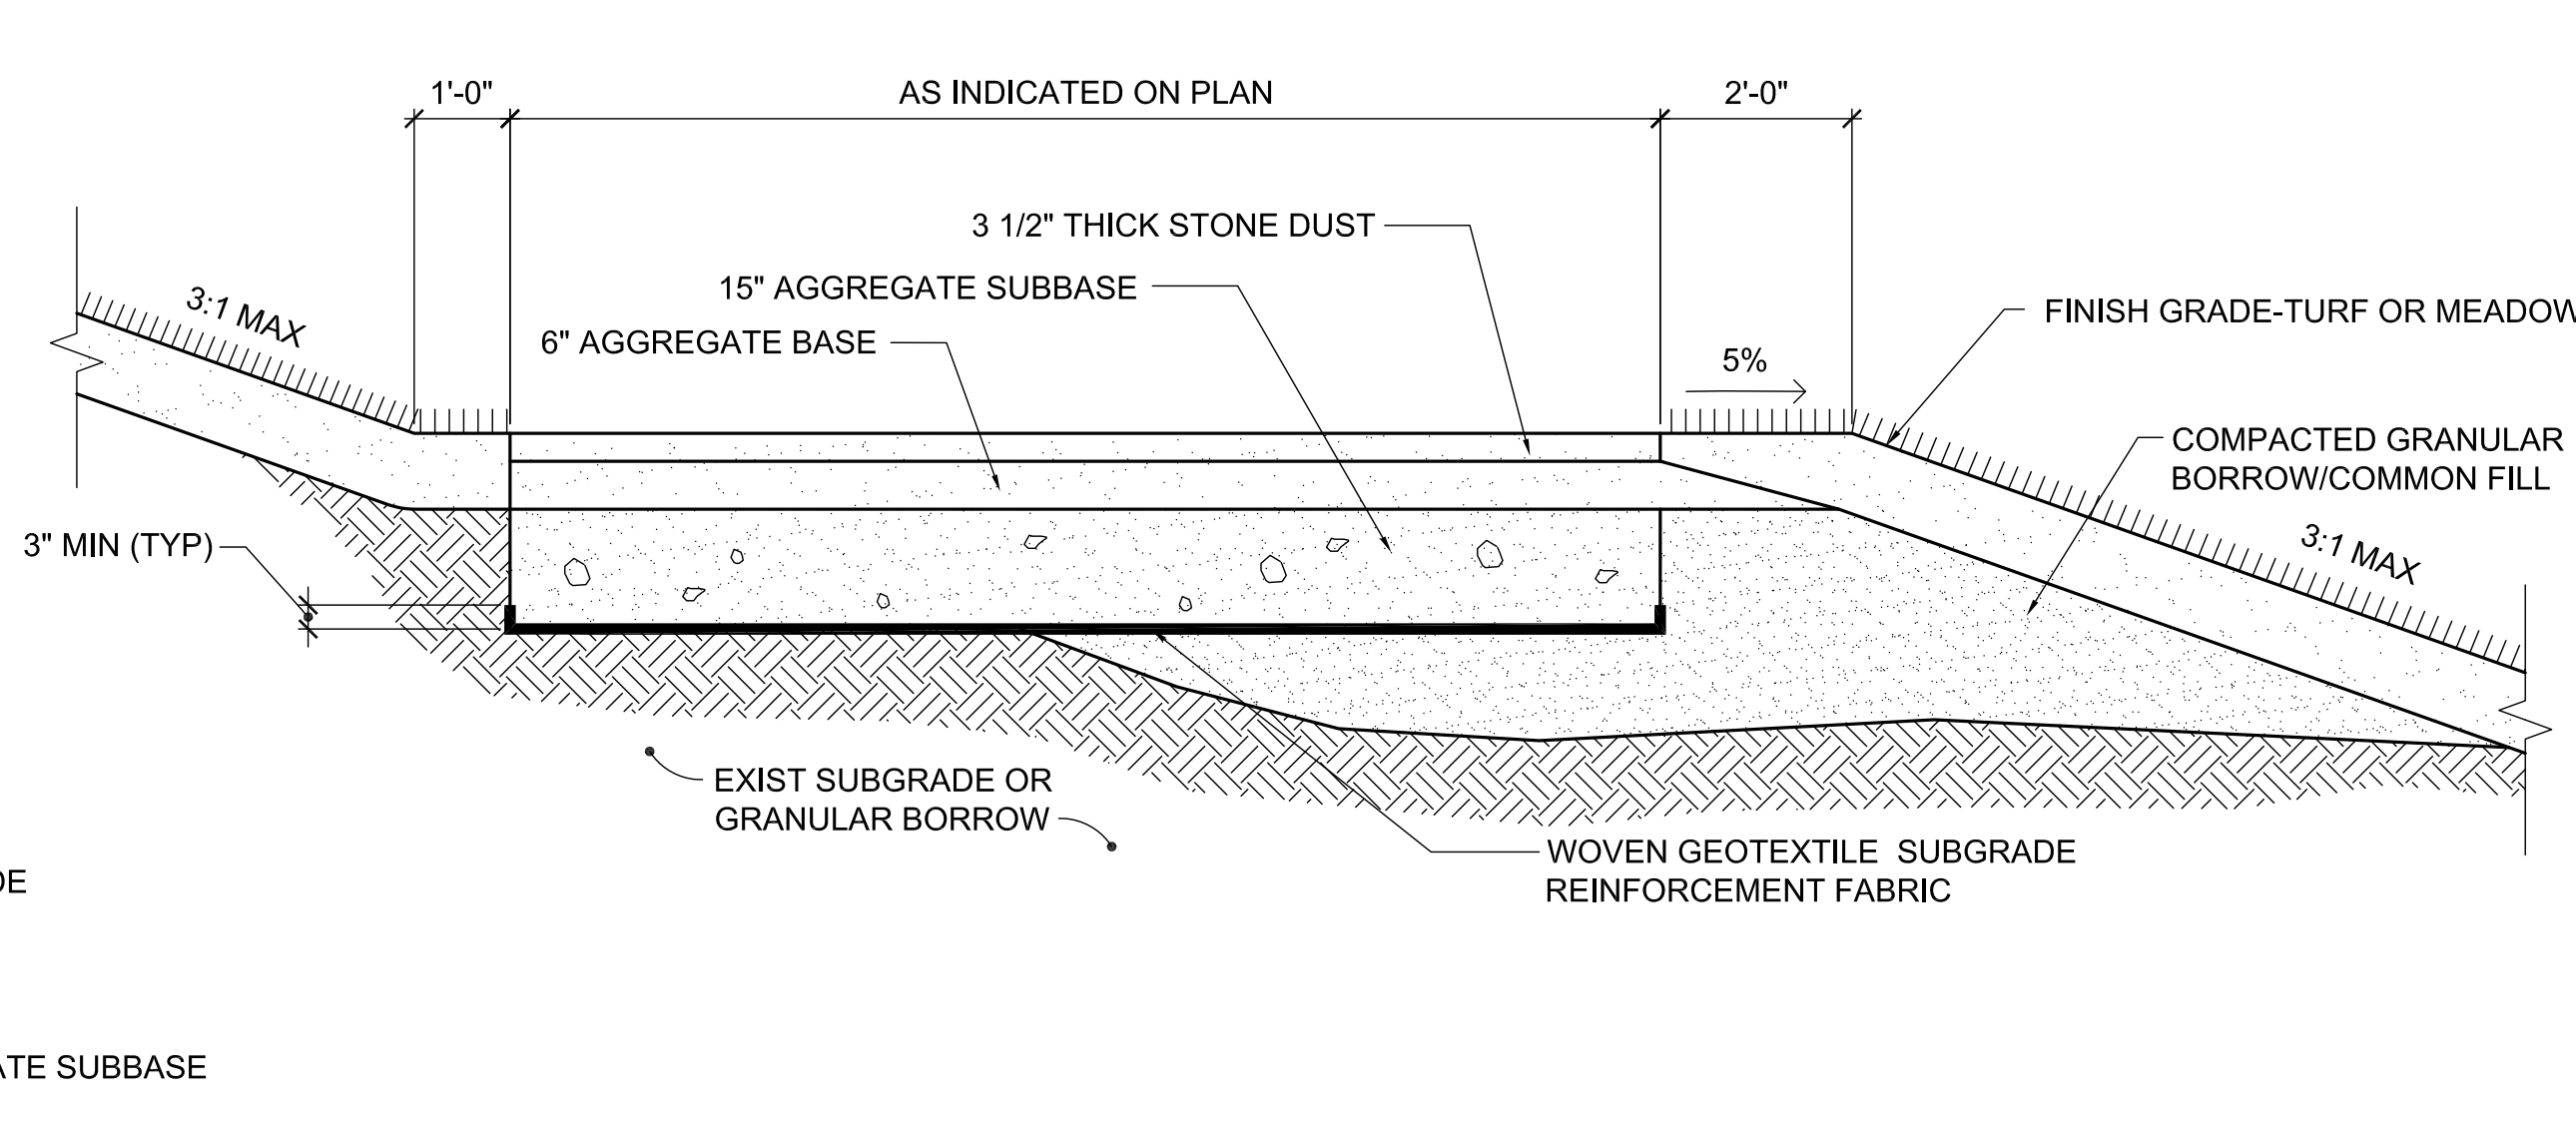 1'-0"
AS INDICATED ON PLAN
2'-0"
3 1/2" THICK STONE DUST
15" AGGREGATE SUBBASE
6" AGGREGATE BASE
3:1 MAX
FINISH GRADE-TURF OR MEADOW
5%
COMPACTED GRANULAR
BORROW/COMMON FILL
3" MIN (TYP)
3:1 MAX
EXIST SUBGRADE OR
GRANULAR BORROW
WOVEN GEOTEXTILE SUBGRADE
REINFORCEMENT FABRIC
DE
ATE SUBBASE